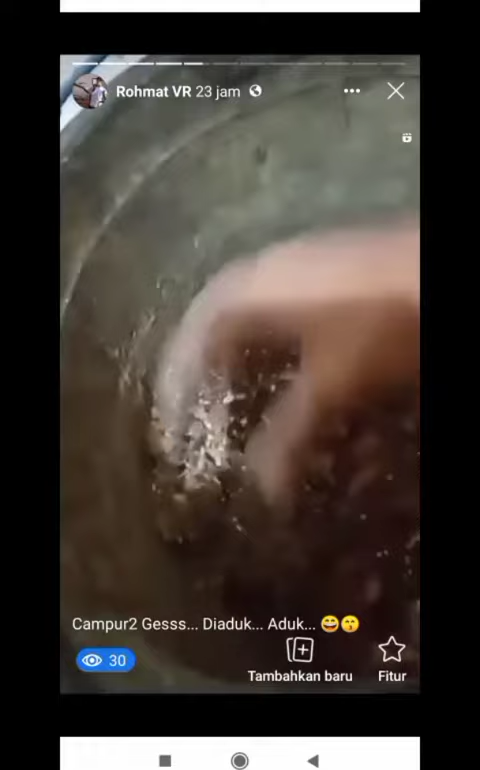 Rohmat VR 23 jam
Campur2 Gesss... Diaduk... Aduk... 😄😙
30
Tambahkan baru
Fitur